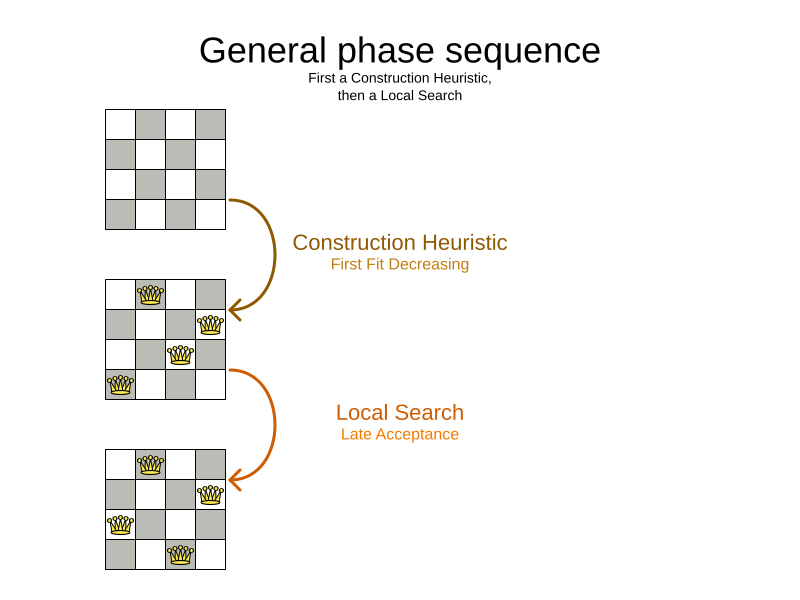 General phase sequence
First a Construction Heuristic,
then a Local Search
Construction Heuristic
First Fit Decreasing
Local Search
Late Acceptance